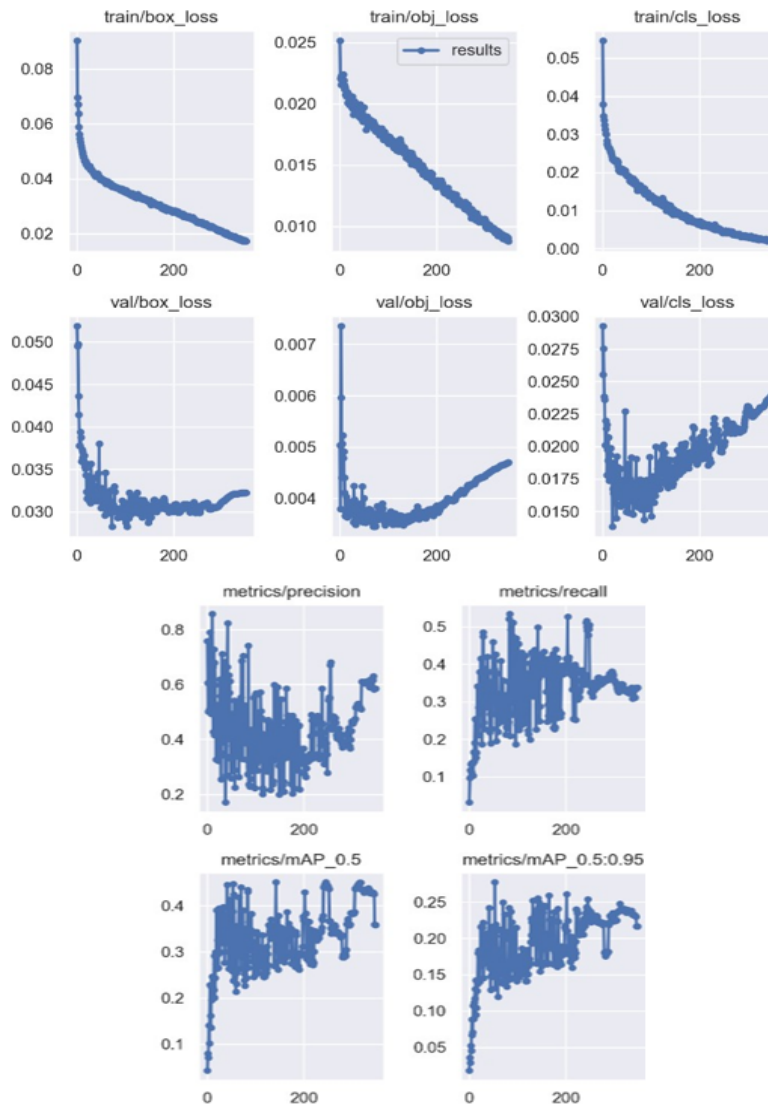 train/box_loss train/obj_loss train/cls_loss
0.08 0.06 0.04 0.02
0 200
results
0.025 0.020 0.015 0.010
0 200
0.05 0.04 0.03 0.02 0.01 0.00
0 200
val/box_loss val/obj_loss val/cls_loss
0.050 0.045 0.040 0.035 0.030
0 200
0.007 0.006 0.005 0.004
0 200
0.0300 0.0275 0.0250 0.0225 0.0200 0.0175 0.0150
0 200
metrics/precision metrics/recall
0.8 0.6 0.4 0.2
0 200
0.5 0.4 0.3 0.2 0.1
0 200
metrics/mAP_0.5 metrics/mAP_0.5:0.95
0.4 0.3 0.2 0.1
0 200
0.25 0.20 0.15 0.10 0.05
0 200